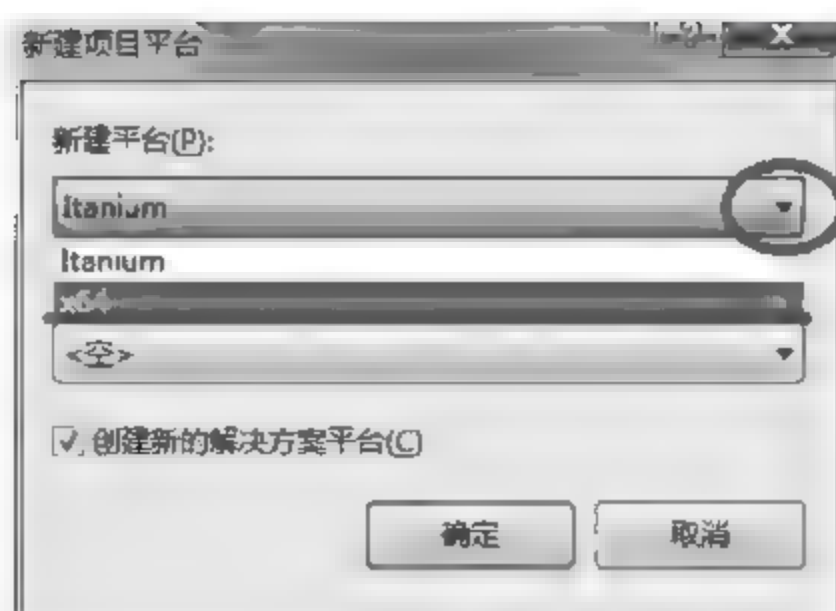 新建项目平台
新建平台(P):
Itanium
Itanium
x64
<空>
创建新的解决方案平台(C)
确定
取消